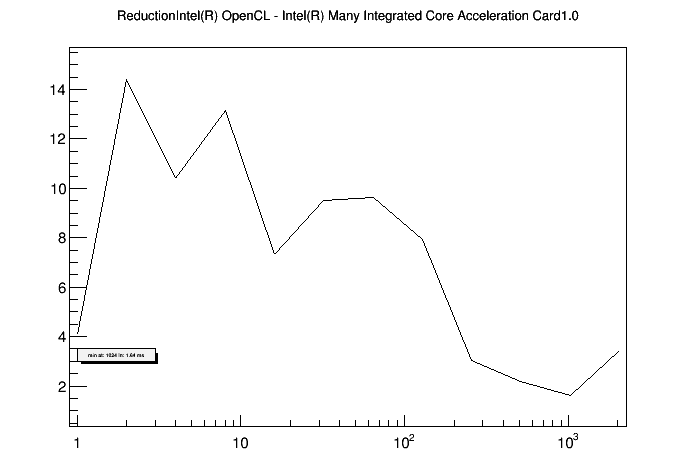 ReductionIntel(R) OpenCL - Intel(R) Many Integrated Core Acceleration Card1.0
14
12
10
8
6
4
min at: 1024 in: 1.64 ms
2
1 10 10² 10³